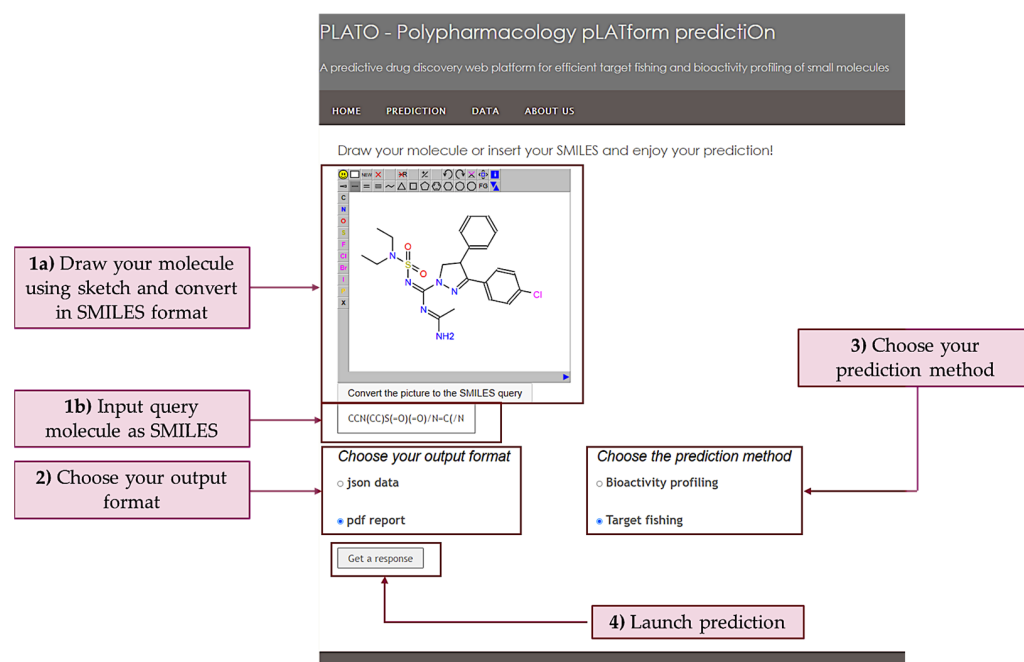 PLATO - Polypharmacology pLATform predictiOn
A predictive drug discovery web platform for efficient target fishing and bioactivity profiling of small molecules
HOME PREDICTION DATA ABOUT US
Draw your molecule or insert your SMILES and enjoy your prediction!
NEW
FG
C
N
O
S
F
Cl
Br
I
X
N
O
S
O
N
N
N
N
NH2
Cl
Convert the picture to the SMILES query
CCN(CC)S(=O)(=O)/N=C(/N
Choose your output format
json data
pdf report
Choose the prediction method
Bioactivity profiling
Target fishing
Get a response
1a) Draw your molecule
using sketch and convert
in SMILES format
1b) Input query
molecule as SMILES
2) Choose your output
format
3) Choose your
prediction method
4) Launch prediction